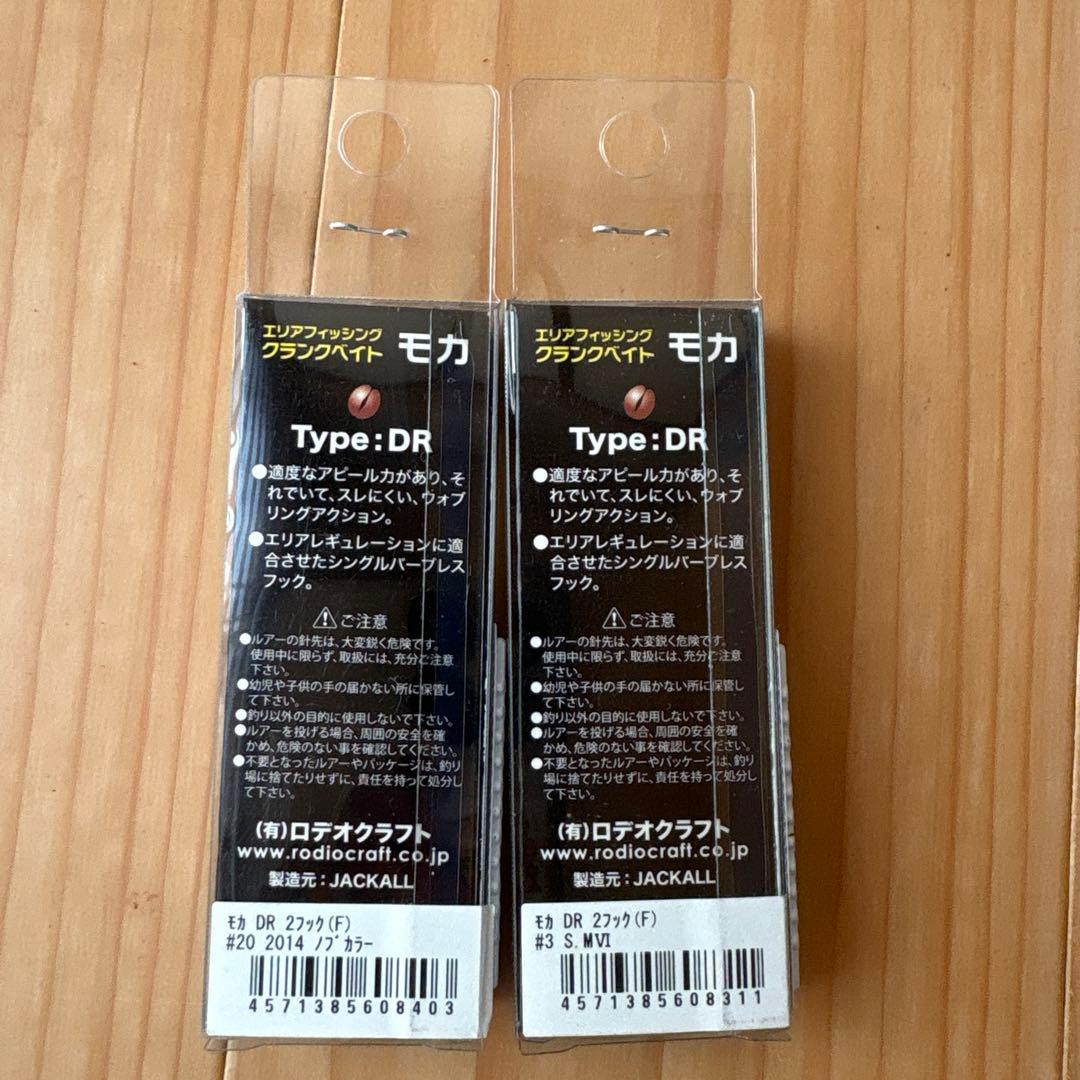 エリアフィッシング
クランクベイト モカ
Type:DR
●適度なアピール力があり、そ
れでいて、スレにくい、ウォブ
リングアクション。
●エリアレギュレーションに適
合させたシングルバーブレス
フック。
⚠ご注意
●ルアーの針先は、大変鋭く危険です。
使用中に限らず、取扱には、充分ご注意
下さい。
●幼児や子供の手の届かない所に保管し
て下さい。
●釣り以外の目的に使用しないで下さい。
●ルアーを投げる場合、周囲の安全を確
かめ、危険のない事を確認してください。
●不要となったルアーやパッケージは、釣り
場に捨てたりせずに、責任を持って処分し
て下さい。
(有)ロデオクラフト
www.rodiocraft.co.jp
製造元:JACKALL
ﾓｶ DR 2ﾌｯｸ(F)
#20 2014 ﾉﾌﾞｶﾗｰ
4571385608403
エリアフィッシング
クランクベイト モカ
Type:DR
●適度なアピール力があり、そ
れでいて、スレにくい、ウォブ
リングアクション。
●エリアレギュレーションに適
合させたシングルバーブレス
フック。
⚠ご注意
●ルアーの針先は、大変鋭く危険です。
使用中に限らず、取扱には、充分ご注意
下さい。
●幼児や子供の手の届かない所に保管し
て下さい。
●釣り以外の目的に使用しないで下さい。
●ルアーを投げる場合、周囲の安全を確
かめ、危険のない事を確認してください。
●不要となったルアーやパッケージは、釣り
場に捨てたりせずに、責任を持って処分し
て下さい。
(有)ロデオクラフト
www.rodiocraft.co.jp
製造元:JACKALL
ﾓｶ DR 2ﾌｯｸ(F)
#3 S.MⅥ
4571385608311